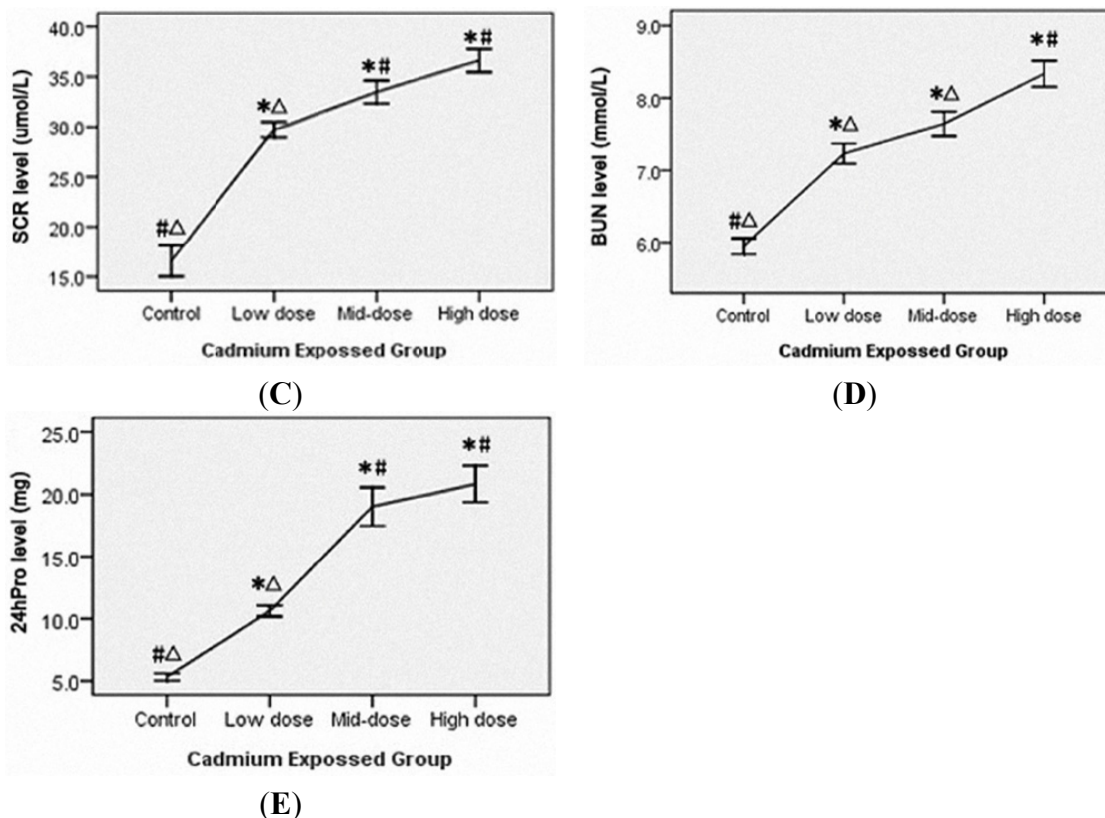 SCR level (umol/L)
40.0
35.0
30.0
25.0
20.0
15.0
#△
*△
*#
*#
Control Low dose Mid-dose High dose
Cadmium Expossed Group
(C)
BUN level (mmol/L)
9.0
8.0
7.0
6.0
#△
*△
*△
*#
Control Low dose Mid-dose High dose
Cadmium Expossed Group
(D)
24hPro level (mg)
25.0
20.0
15.0
10.0
5.0
#△
*△
*#
*#
Control Low dose Mid-dose High dose
Cadmium Expossed Group
(E)